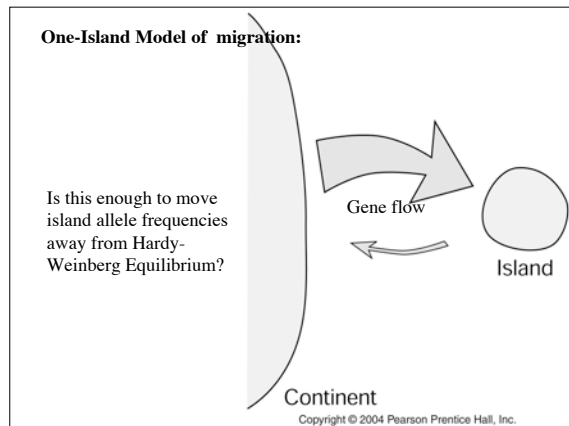 One-Island Model of migration:
Is this enough to move
island allele frequencies
away from Hardy-
Weinberg Equilibrium?
Gene flow
Island
Continent
Copyright © 2004 Pearson Prentice Hall, Inc.